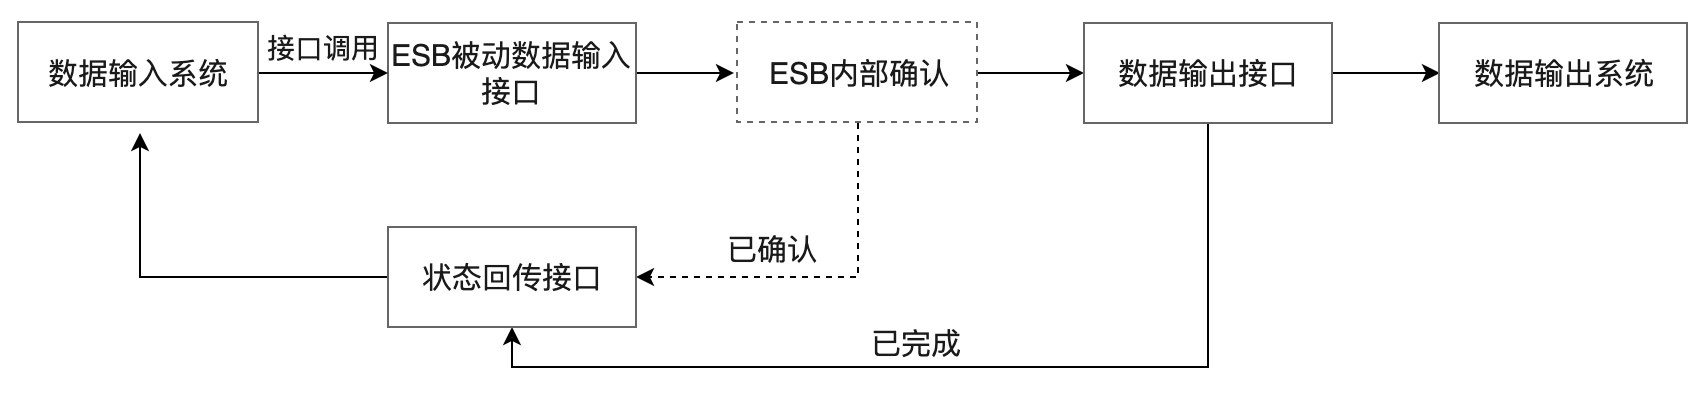 数据输入系统
接口调用
ESB被动数据输入
接口
ESB内部确认
数据输出接口
数据输出系统
状态回传接口
已确认
已完成